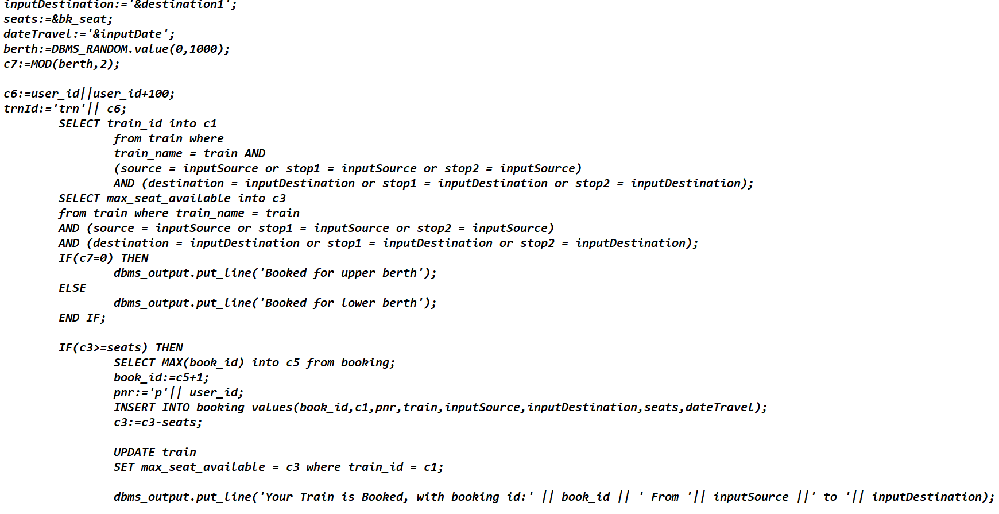 inputDestination:='&destination1';
seats:=&bk_seat;
dateTravel:='&inputDate';
berth:=DBMS_RANDOM.value(0,1000);
c7:=MOD(berth,2);
c6:=user_id||user_id+100;
trnId:='trn'|| c6;
SELECT train_id into c1
from train where
train_name = train AND
(source = inputSource or stop1 = inputSource or stop2 = inputSource)
AND (destination = inputDestination or stop1 = inputDestination or stop2 = inputDestination);
SELECT max_seat_available into c3
from train where train_name = train
AND (source = inputSource or stop1 = inputSource or stop2 = inputSource)
AND (destination = inputDestination or stop1 = inputDestination or stop2 = inputDestination);
IF(c7=0) THEN
dbms_output.put_line('Booked for upper berth');
ELSE
dbms_output.put_line('Booked for lower berth');
END IF;
IF(c3>=seats) THEN
SELECT MAX(book_id) into c5 from booking;
book_id:=c5+1;
pnr:='p'|| user_id;
INSERT INTO booking values(book_id,c1,pnr,train,inputSource,inputDestination,seats,dateTravel);
c3:=c3-seats;
UPDATE train
SET max_seat_available = c3 where train_id = c1;
dbms_output.put_line('Your Train is Booked, with booking id:' || book_id || ' From '|| inputSource ||' to '|| inputDestination);